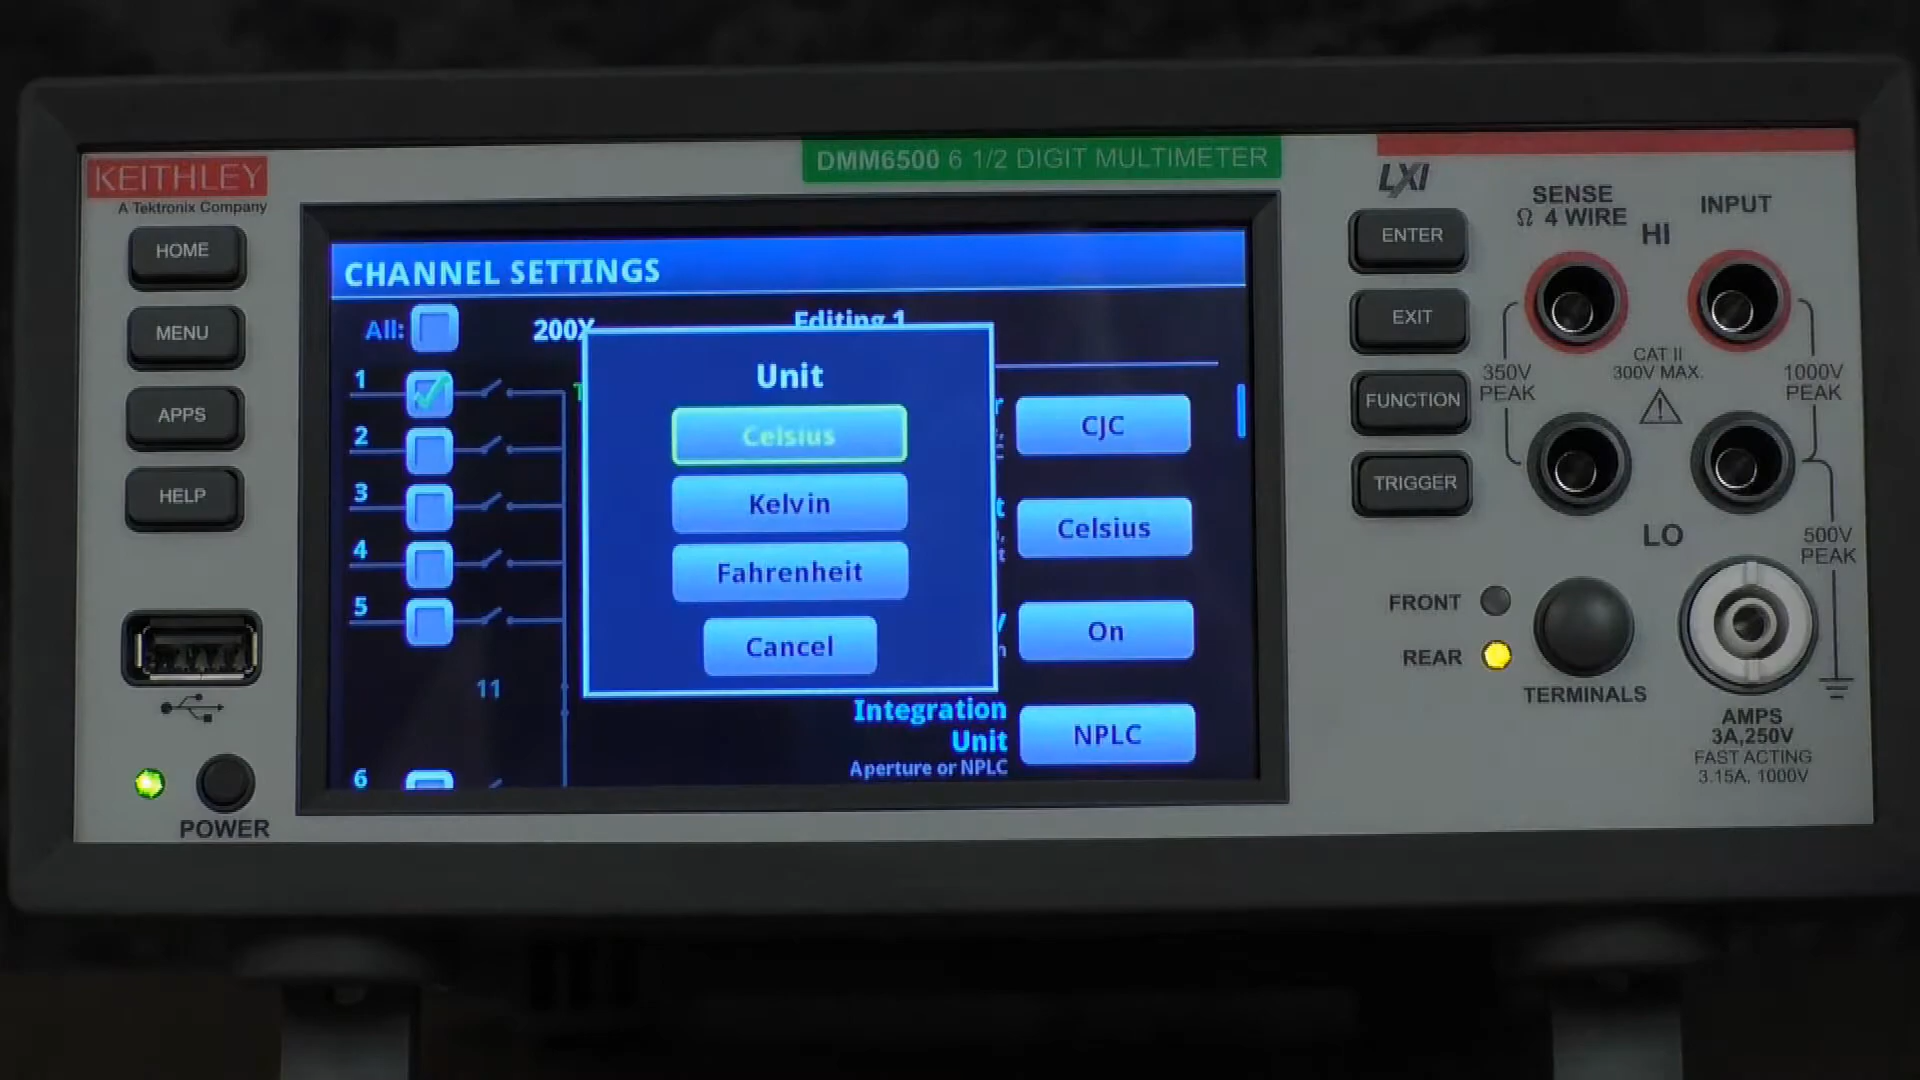 KEITHLEY
A Tektronix Company
DMM6500 6 1/2 DIGIT MULTIMETER
LXI
HOME
MENU
APPS
HELP
POWER
CHANNEL SETTINGS
All:
200X
Editing 1
1
2
3
4
5
11
6
Unit
Celsius
Kelvin
Fahrenheit
Cancel
CJC
Celsius
On
Integration
Unit
Aperture or NPLC
NPLC
ENTER
EXIT
FUNCTION
TRIGGER
SENSE
Ω 4 WIRE
INPUT
HI
350V
PEAK
CAT II
300V MAX.
1000V
PEAK
LO
500V
PEAK
FRONT
REAR
TERMINALS
AMPS
3A,250V
FAST ACTING
3.15A, 1000V